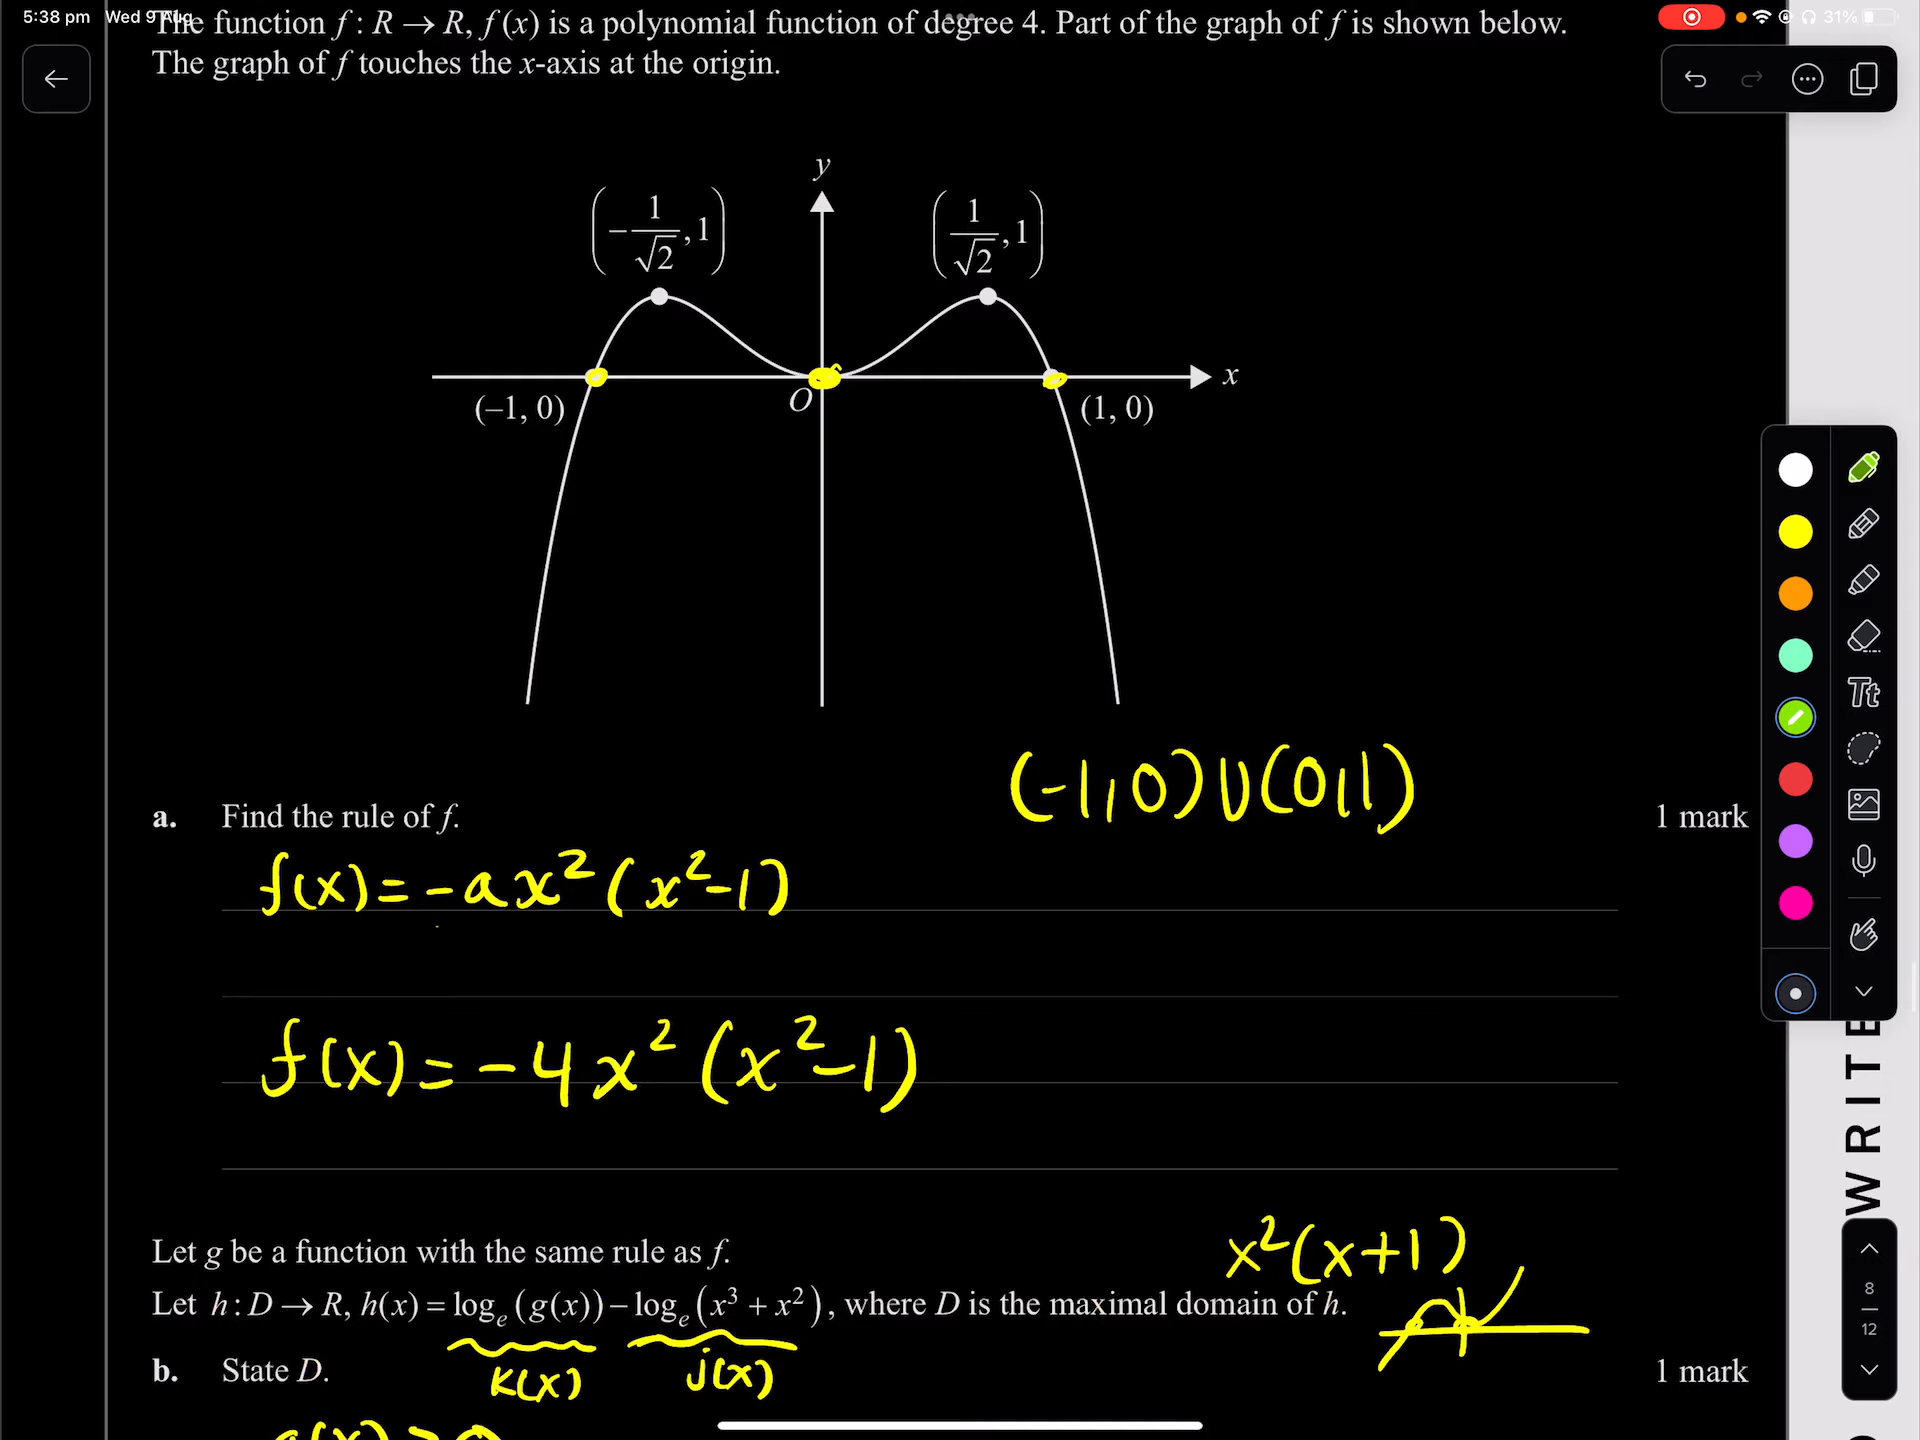 5:38 pm Wed 9 Aug
31%
The function f : R → R, f(x) is a polynomial function of degree 4. Part of the graph of f is shown below.
The graph of f touches the x-axis at the origin.
y
(-1/√2, 1)
(1/√2, 1)
x
O
(–1, 0)
(1, 0)
(-1,0)∪(0,1)
a. Find the rule of f. 1 mark
f(x) = -ax²(x²-1)
f(x) = -4x²(x²-1)
x²(x+1)
Let g be a function with the same rule as f.
Let h : D → R, h(x) = logₑ(g(x)) – logₑ(x³ + x²), where D is the maximal domain of h.
k(x) j(x)
b. State D. 1 mark
Tt
WRITE
8
12